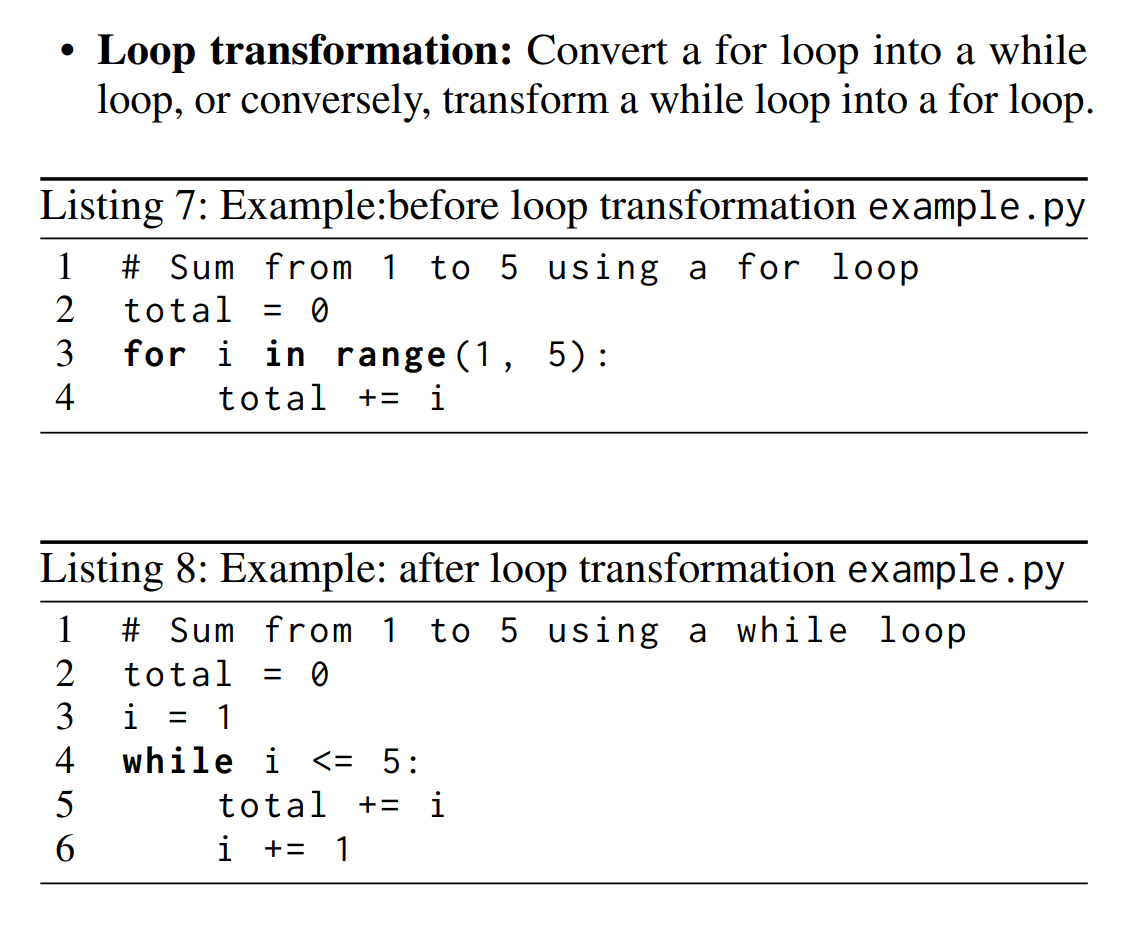 • Loop transformation: Convert a for loop into a while
loop, or conversely, transform a while loop into a for loop.
Listing 7: Example:before loop transformation example.py
1 # Sum from 1 to 5 using a for loop
2 total = 0
3 for i in range(1, 5):
4     total += i
Listing 8: Example: after loop transformation example.py
1 # Sum from 1 to 5 using a while loop
2 total = 0
3 i = 1
4 while i <= 5:
5     total += i
6     i += 1